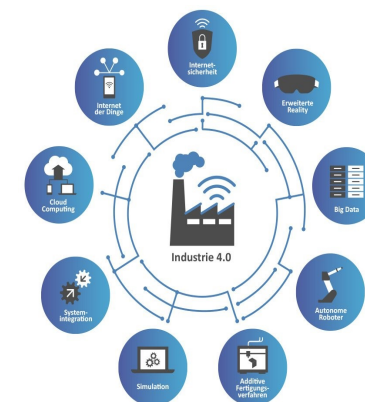 Internet-
sicherheit
Erweiterte
Reality
Big Data
Autonome
Roboter
Additive
Fertigungs-
verfahren
Simulation
System-
integration
Cloud
Computing
Internet
der Dinge
Industrie 4.0